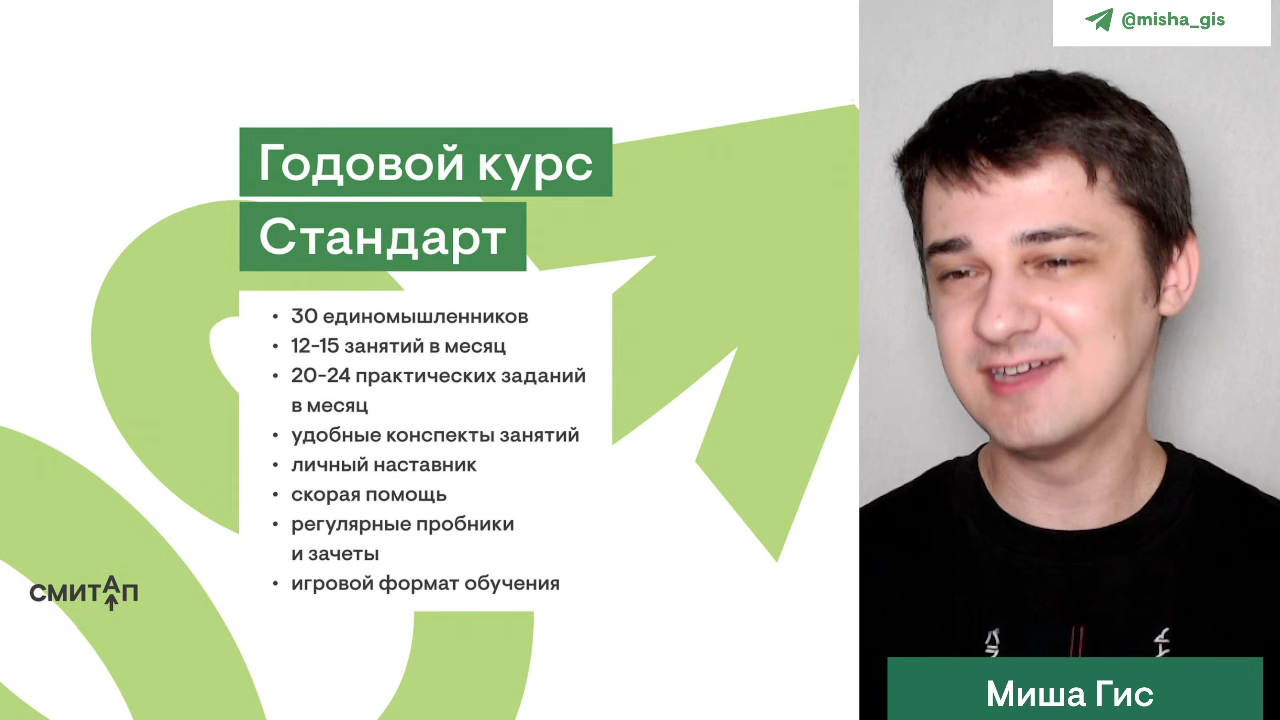 Годовой курс
Стандарт
• 30 единомышленников
• 12-15 занятий в месяц
• 20-24 практических заданий
в месяц
• удобные конспекты занятий
• личный наставник
• скорая помощь
• регулярные пробники
и зачеты
• игровой формат обучения
СМИТАП
@misha_gis
Миша Гис